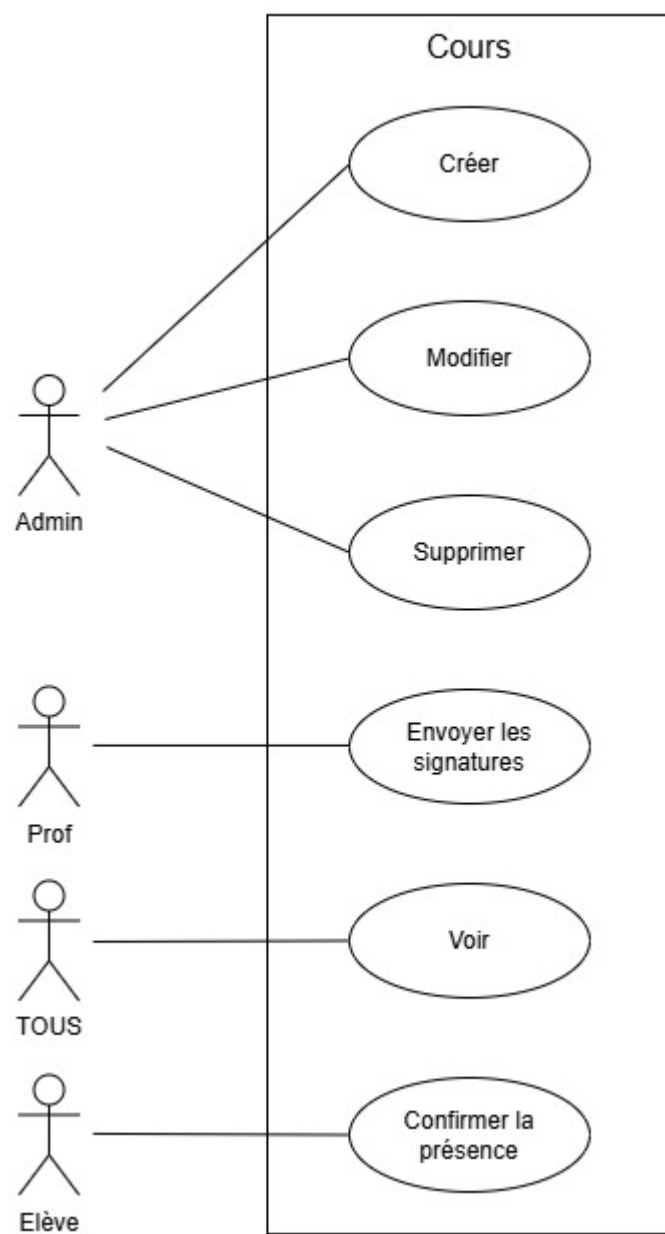 Cours
Créer
Modifier
Admin
Supprimer
Envoyer les
signatures
Prof
Voir
TOUS
Confirmer la
présence
Elève